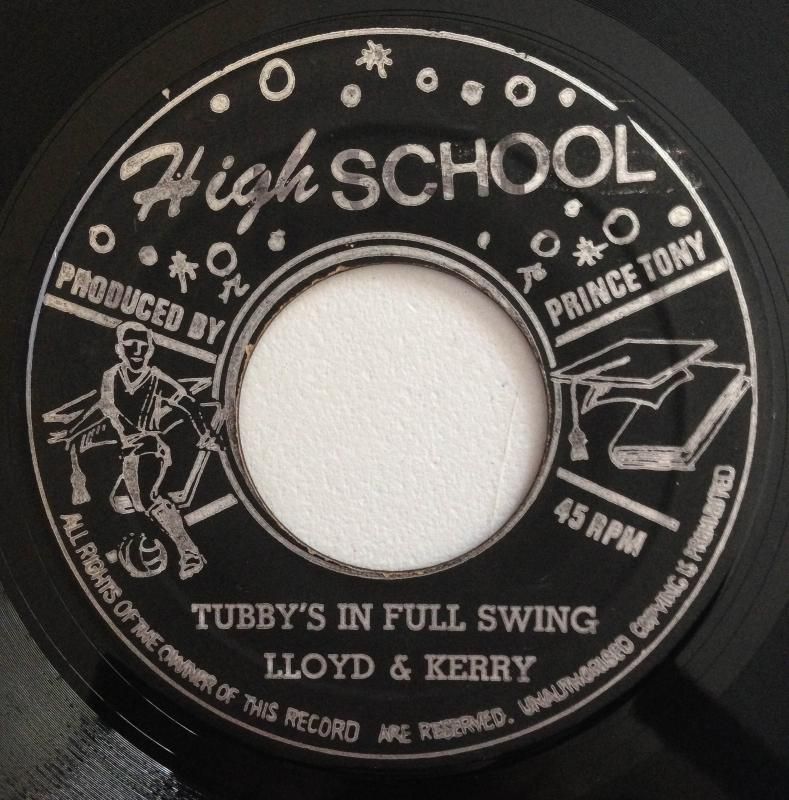 High SCHOOL
PRODUCED BY
PRINCE TONY
45 RPM
TUBBY'S IN FULL SWING
LLOYD & KERRY
ALL RIGHTS OF THE OWNER OF THIS RECORD ARE RESERVED. UNAUTHORISED COPYING IS PROHIBITED